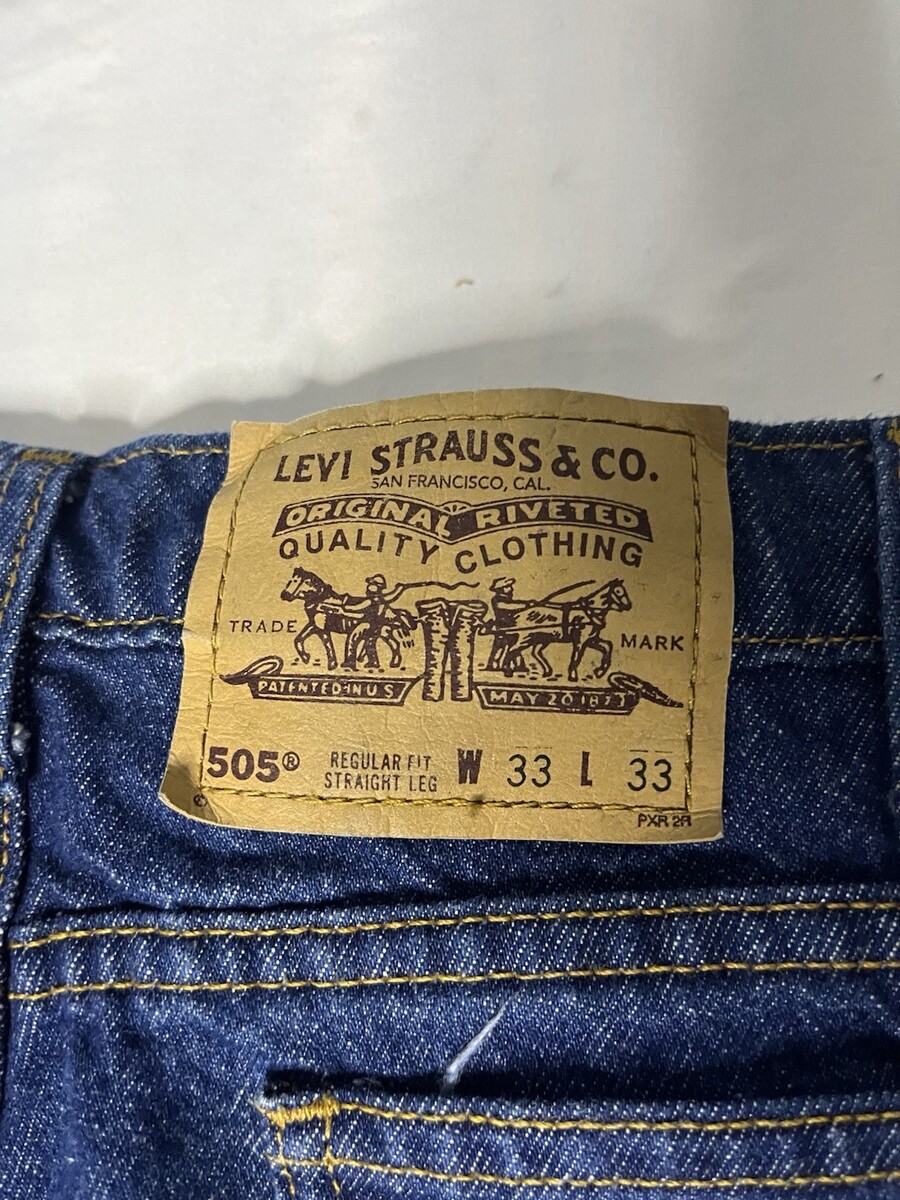 LEVI STRAUSS & CO.
SAN FRANCISCO, CAL.
ORIGINAL RIVETED
QUALITY CLOTHING
TRADE MARK
PATENTED IN U S MAY 20 1873
505® REGULAR FIT STRAIGHT LEG W 33 L 33
©
PXR 2R